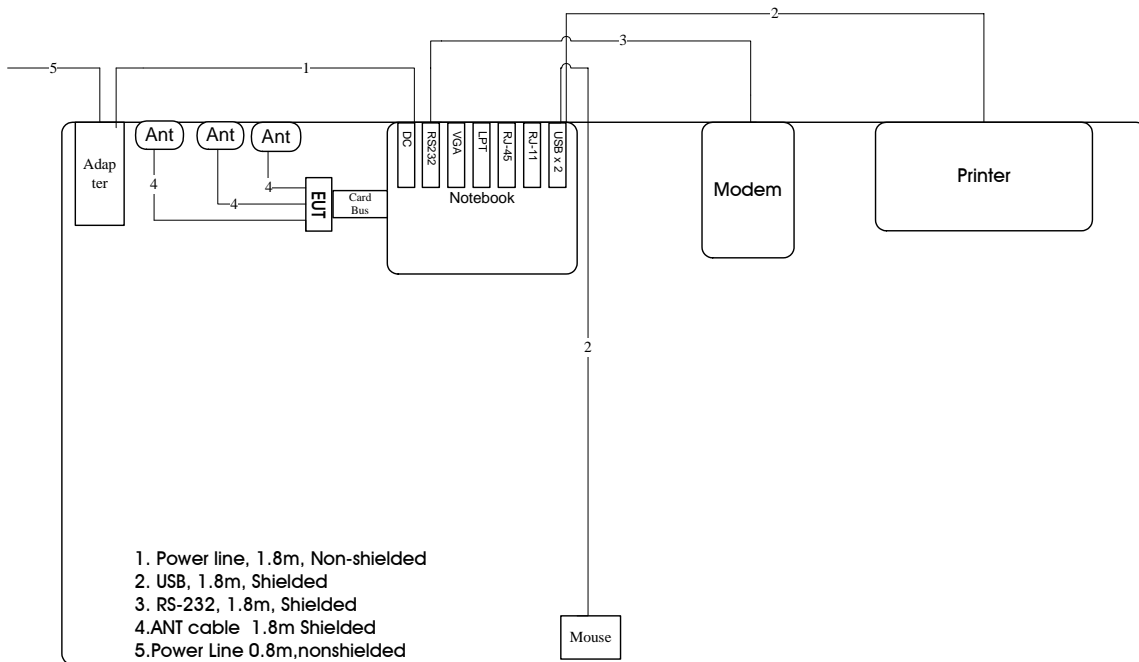 2
3
5
1
Ant
Ant
Ant
Adap
ter
4
4
4
EUT
Card
Bus
DC
RS232
VGA
LPT
RJ-45
RJ-11
USB x 2
Notebook
Modem
Printer
2
1. Power line, 1.8m, Non-shielded
2. USB, 1.8m, Shielded
3. RS-232, 1.8m, Shielded
4.ANT cable 1.8m Shielded
5.Power Line 0.8m,nonshielded
Mouse